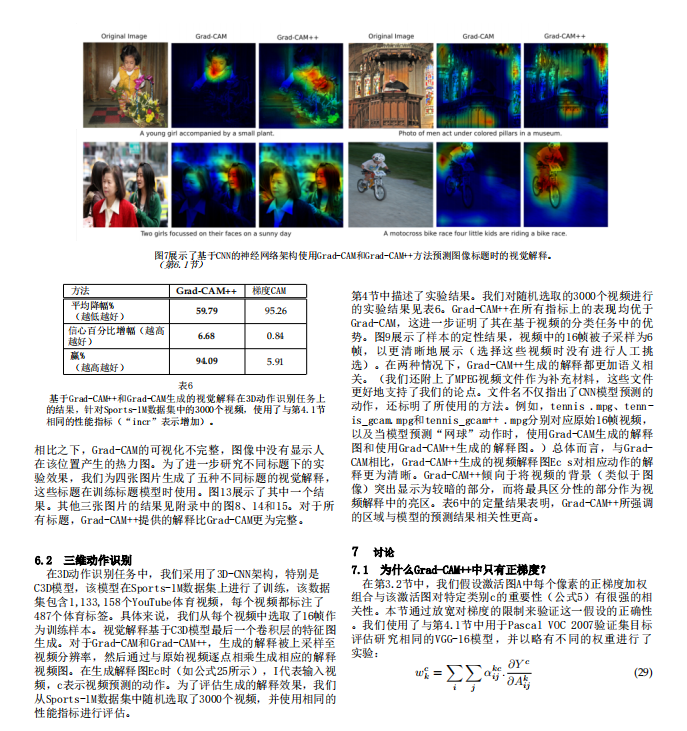 Original Image Grad-CAM Grad-CAM++ Original Image Grad-CAM Grad-CAM++
A young girl accompanied by a small plant. Photo of men act under colored pillars in a museum.
Two girls focussed on their faces on a sunny day A motocross bike race four little kids are riding a bike race.
图7展示了基于CNN的神经网络架构使用Grad-CAM和Grad-CAM++方法预测图像标题时的视觉解释。
(第6.1节)
方法 Grad-CAM++ 梯度CAM
平均降幅%
(越低越好) 59.79 95.26
信心百分比增幅(越高
越好) 6.68 0.84
赢%
(越高越好) 94.09 5.91
表6
基于Grad-CAM++和Grad-CAM生成的视觉解释在3D动作识别任务上
的结果,针对Sports-1M数据集中的3000个视频,使用了与第4.1节
相同的性能指标(“incr”表示增加)。
相比之下,Grad-CAM的可视化不完整,图像中没有显示人
在该位置产生的热力图。为了进一步研究不同标题下的实
验效果,我们为四张图片生成了五种不同标题的视觉解释,
这些标题在训练标题模型时使用。图13展示了其中一个结
果。其他三张图片的结果见附录中的图8、14和15。对于所
有标题,Grad-CAM++提供的解释比Grad-CAM更为完整。
6.2 三维动作识别
在3D动作识别任务中,我们采用了3D-CNN架构,特别是
C3D模型,该模型在Sports-1M数据集上进行了训练,该数据
集包含1,133,158个YouTube体育视频,每个视频都标注了
487个体育标签。具体来说,我们从每个视频中选取了16帧作
为训练样本。视觉解释基于C3D模型最后一个卷积层的特征图
生成。对于Grad-CAM和Grad-CAM++,生成的解释被上采样至
视频分辨率,然后通过与原始视频逐点相乘生成相应的解释
视频图。在生成解释图Ec时(如公式25所示),I代表输入视
频,c表示视频预测的动作。为了评估生成的解释效果,我们
从Sports-1M数据集中随机选取了3000个视频,并使用相同的
性能指标进行评估。
第4节中描述了实验结果。我们对随机选取的3000个视频进行
的实验结果见表6。Grad-CAM++在所有指标上的表现均优于
Grad-CAM,这进一步证明了其在基于视频的分类任务中的优
势。图9展示了样本的定性结果,视频中的16帧被子采样为6
帧,以更清晰地展示(选择这些视频时没有进行人工挑
选)。在两种情况下,Grad-CAM++生成的解释都更加语义相
关。(我们还附上了MPEG视频文件作为补充材料,这些文件
更好地支持了我们的论点。文件名不仅指出了CNN模型预测的
动作,还标明了所使用的方法。例如,tennis .mpg、tenn-
is_gcam.mpg和tennis_gcam++ .mpg分别对应原始16帧视频,
以及当模型预测“网球”动作时,使用Grad-CAM生成的解释
图和使用Grad-CAM++生成的解释图。)总体而言,与Grad-
CAM相比,Grad-CAM++生成的视频解释图Ec s对相应动作的解
释更为清晰。Grad-CAM++倾向于将视频的背景(类似于图
像)突出显示为较暗的部分,而将最具区分性的部分作为视
频解释中的亮区。表6中的定量结果表明,Grad-CAM++所强调
的区域与模型的预测结果相关性更高。
7 讨论
7.1 为什么Grad-CAM++中只有正梯度?
在第3.2节中,我们假设激活图A中每个像素的正梯度加权
组合与该激活图对特定类别c的重要性(公式5)有很强的相
关性。本节通过放宽对梯度的限制来验证这一假设的正确性
。我们使用了与第4.1节中用于Pascal VOC 2007验证集目标
评估研究相同的VGG-16模型,并以略有不同的权重进行了
实验:
w_k^c = ∑_i ∑_j α_{ij}^{kc} . ∂Y^c / ∂A_{ij}^k (29)